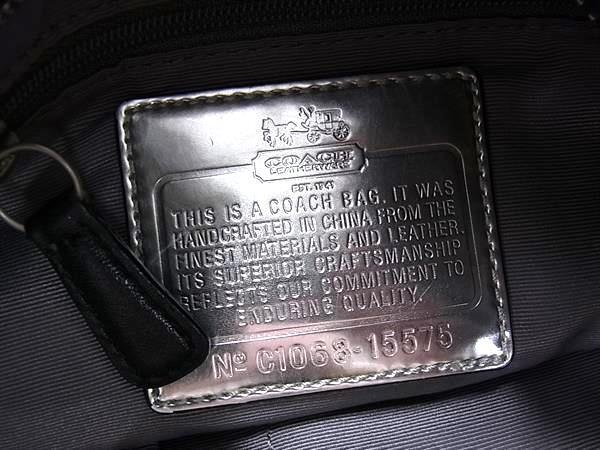 COACH
LEATHERWARE
EST. 1941
THIS IS A COACH BAG. IT WAS
HANDCRAFTED IN CHINA FROM THE
FINEST MATERIALS AND LEATHER.
ITS SUPERIOR CRAFTSMANSHIP
REFLECTS OUR COMMITMENT TO
ENDURING QUALITY.
Nº C1068-15575